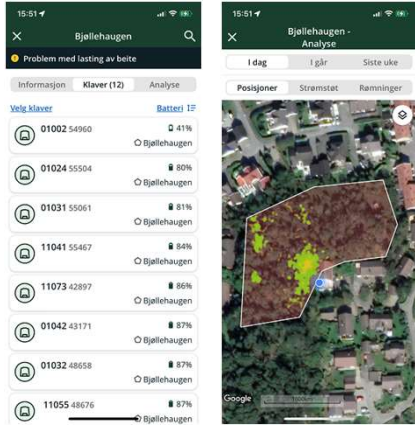 15:51
Bjøllehaugen
Problem med lasting av beite
Informasjon Klaver (12) Analyse
Velg klaver Batteri
01002 54960 41%
Bjøllehaugen
01024 55504 80%
Bjøllehaugen
01031 55061 81%
Bjøllehaugen
11041 55467 84%
Bjøllehaugen
11073 42897 86%
Bjøllehaugen
01042 43171 87%
Bjøllehaugen
01032 48658 87%
Bjøllehaugen
11055 48676 87%
Bjøllehaugen
15:51
Bjøllehaugen -
Analyse
I dag I går Siste uke
Posisjoner Strømstøt Rømninger
Google